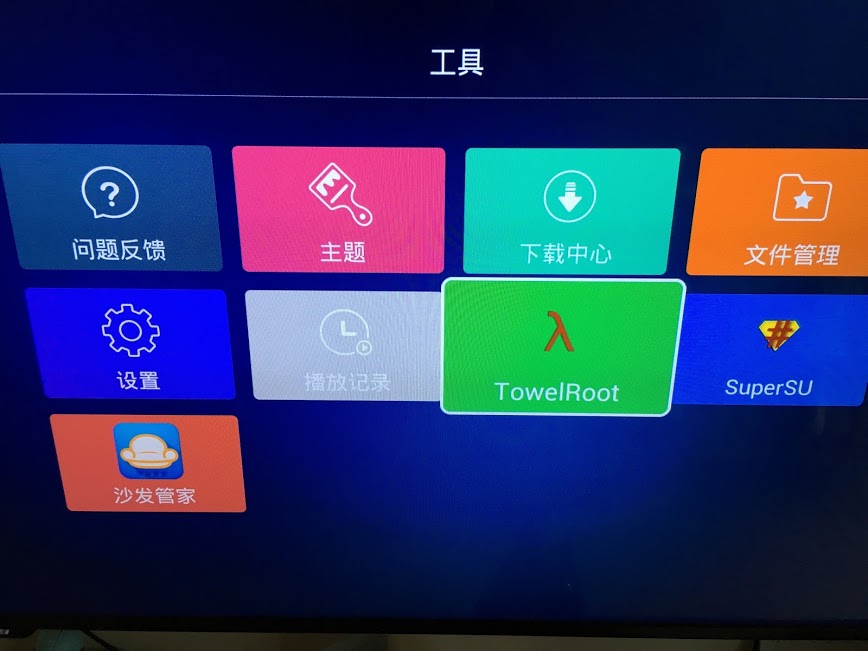 工具
问题反馈
主题
下载中心
文件管理
设置
播放记录
TowelRoot
SuperSU
沙发管家